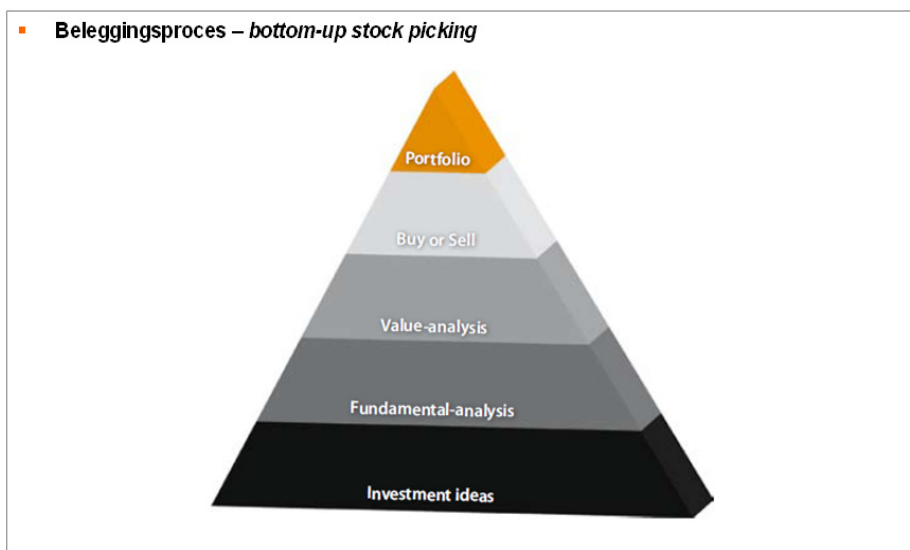 Beleggingsproces – bottom-up stock picking
Portfolio
Buy or Sell
Value-analysis
Fundamental-analysis
Investment ideas